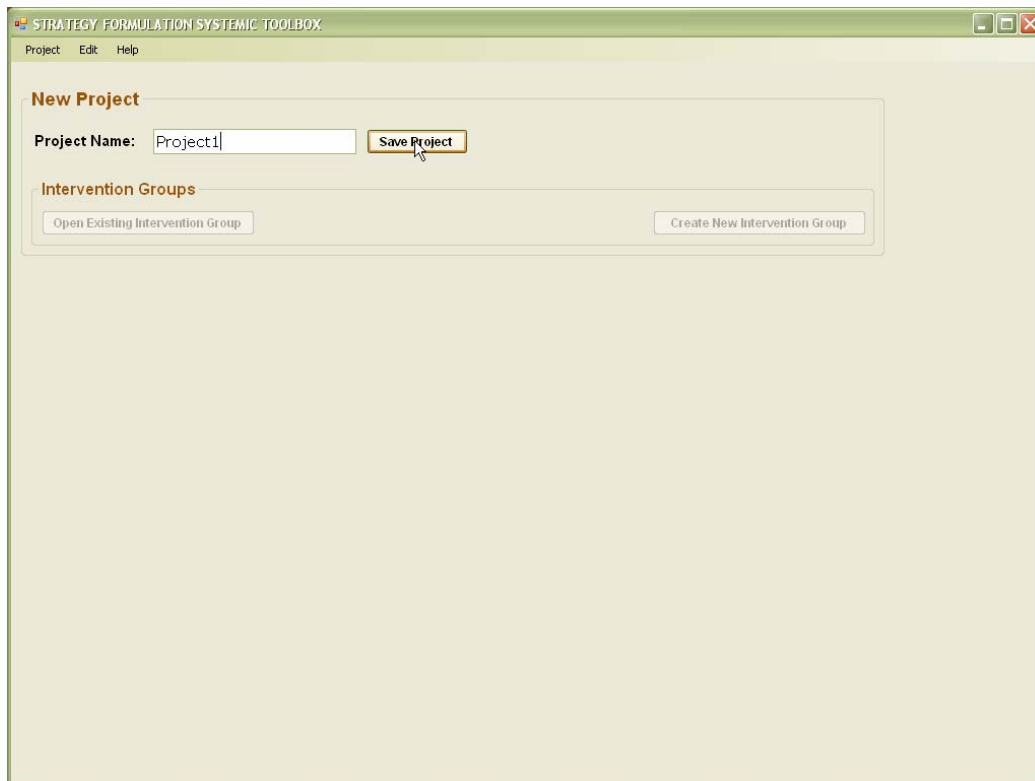 STRATEGY FORMULATION SYSTEMIC TOOLBOX
Project Edit Help
New Project
Project Name: Project1 Save Project
Intervention Groups
Open Existing Intervention Group Create New Intervention Group